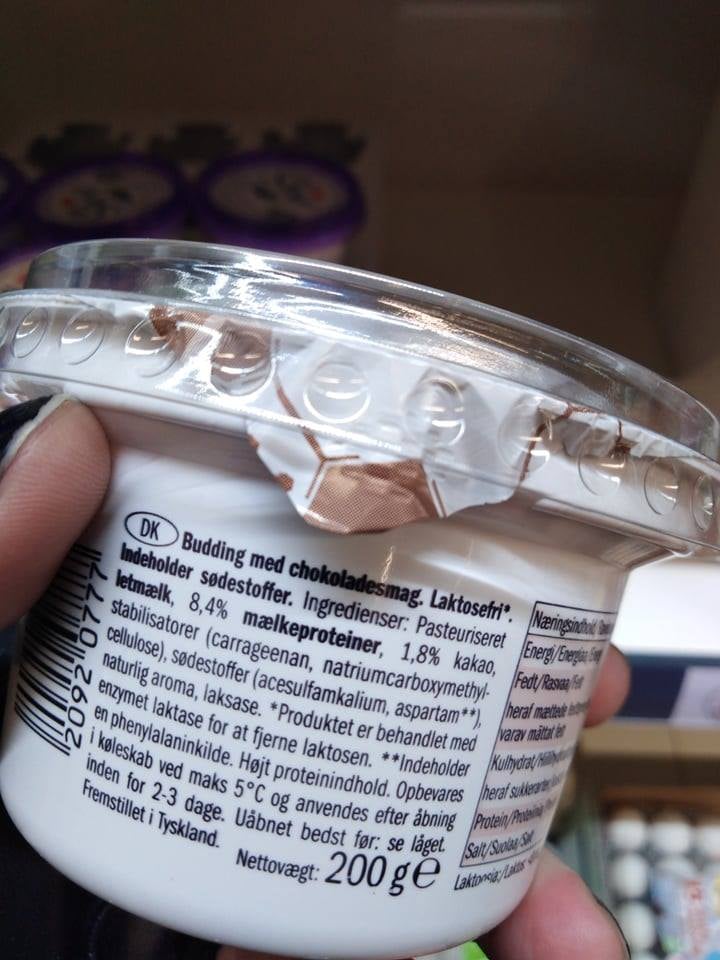 DK Budding med chokoladesmag. Laktosefri*.
Indeholder sødestoffer. Ingredienser: Pasteuriseret
letmælk, 8,4% mælkeproteiner, 1,8% kakao,
stabilisatorer (carrageenan, natriumcarboxymethyl-
cellulose), sødestoffer (acesulfamkalium, aspartam**),
naturlig aroma, laksase. *Produktet er behandlet med
enzymet laktase for at fjerne laktosen. **Indeholder
en phenylalaninkilde. Højt proteinindhold. Opbevares
i køleskab ved maks 5°C og anvendes efter åbning
inden for 2-3 dage. Uåbnet bedst før: se låget.
Fremstillet i Tyskland.
Nettovægt: 200 g e
20920777
Næringsindhold/
Energi/Energiaa/
Fedt/Rasvaa/Fett
heraf mættede
varav mättat fett
Kulhydrat/
heraf sukkerarter/
Protein/Proteiinia/
Salt/Suolaa/Salt
Laktoosia:/Laktos: